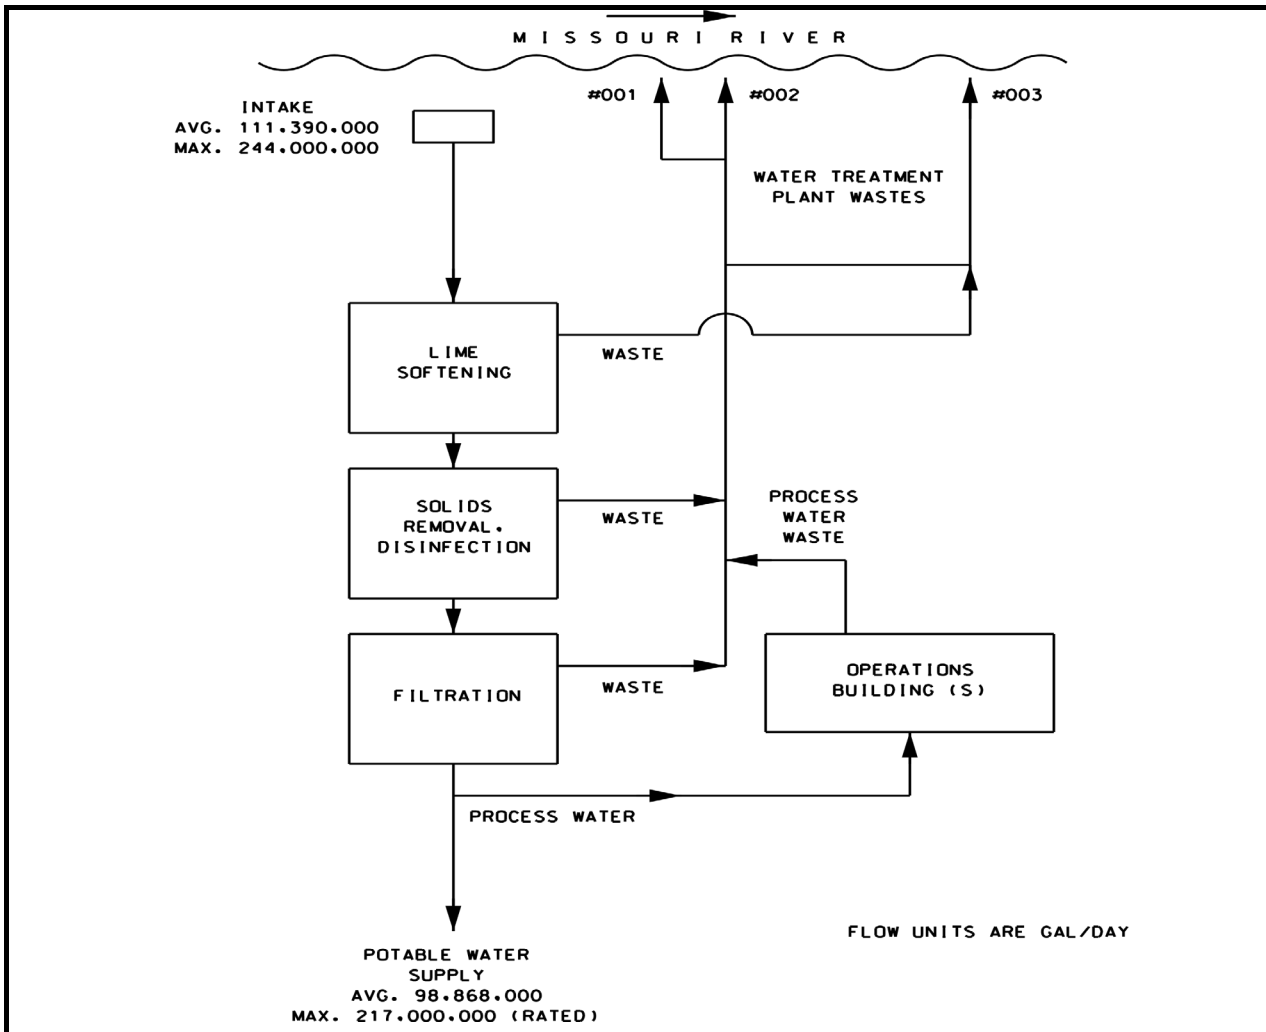 MISSOURI RIVER
#001
#002
#003
INTAKE
AVG. 111.390.000
MAX. 244.000.000
WATER TREATMENT
PLANT WASTES
LIME
SOFTENING
WASTE
SOLIDS
REMOVAL.
DISINFECTION
WASTE
PROCESS
WATER
WASTE
FILTRATION
WASTE
OPERATIONS
BUILDING (S)
PROCESS WATER
POTABLE WATER
SUPPLY
AVG. 98.868.000
MAX. 217.000.000 (RATED)
FLOW UNITS ARE GAL/DAY